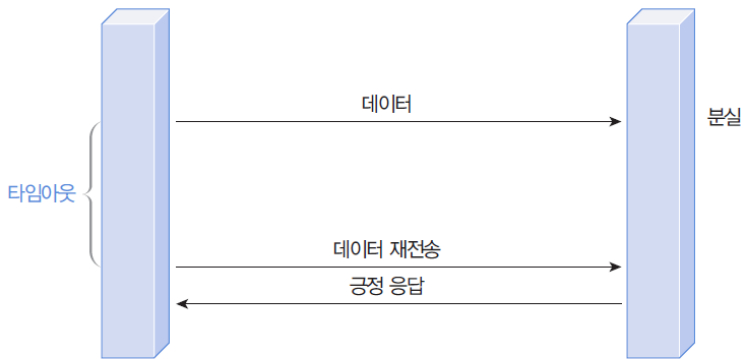 데이터
분실
타임아웃
데이터 재전송
긍정 응답